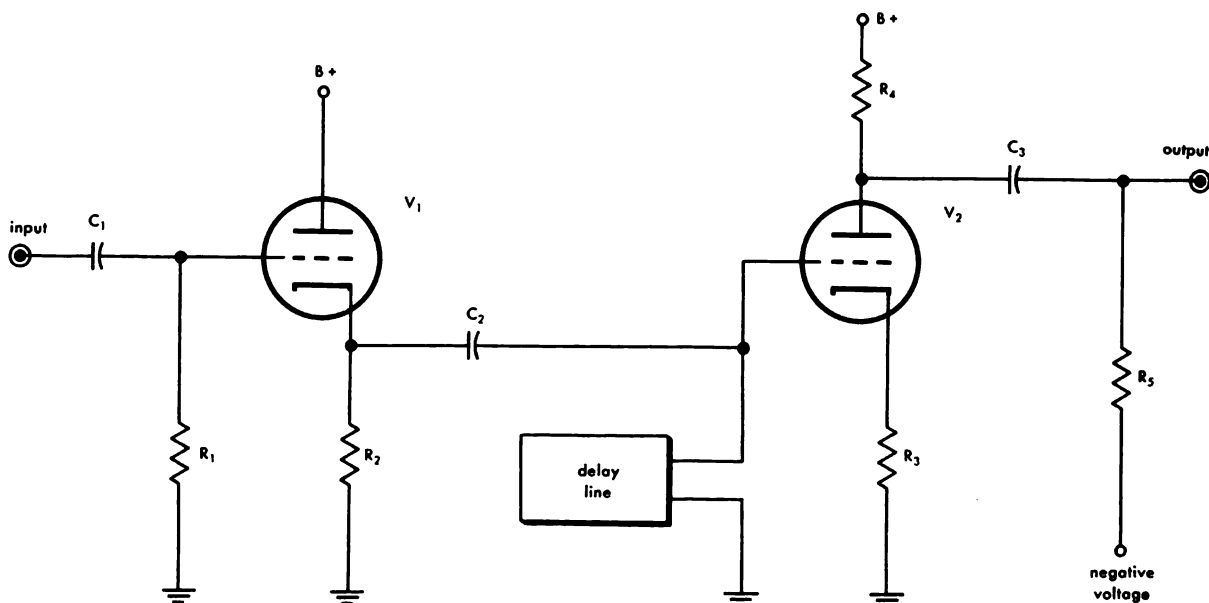 B +
R₄
B +
C₃
output
V₁
V₂
input
C₁
C₂
R₅
R₁
R₂
delay
line
R₃
negative
voltage